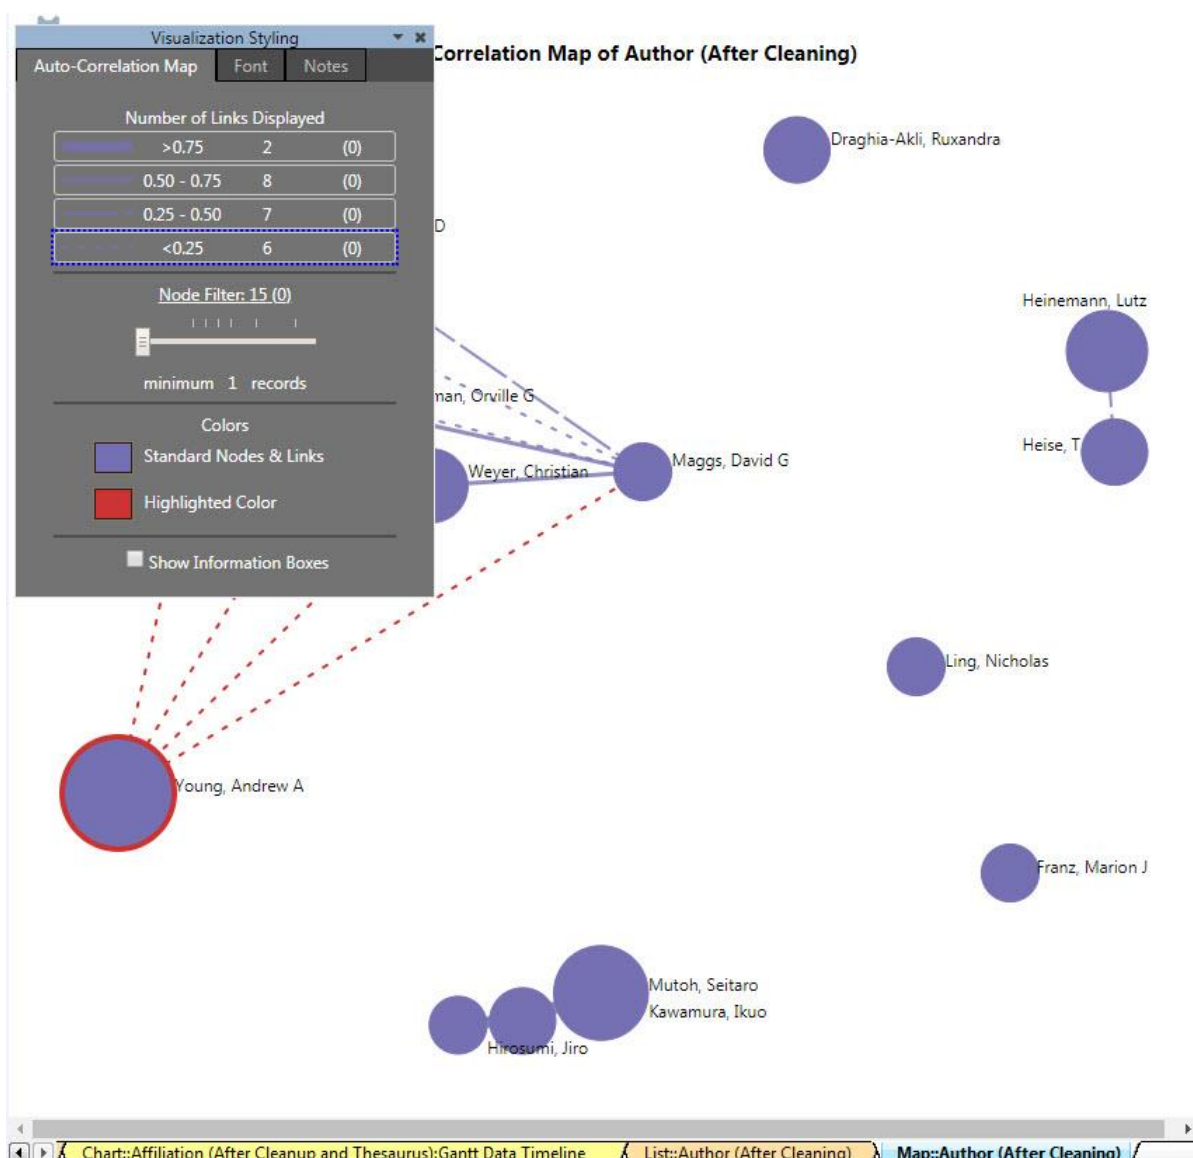 Visualization Styling
Auto-Correlation Map Font Notes
Number of Links Displayed
>0.75 2 (0)
0.50 - 0.75 8 (0)
0.25 - 0.50 7 (0)
<0.25 6 (0)
Node Filter: 15 (0)
minimum 1 records
Colors
Standard Nodes & Links
Highlighted Color
Show Information Boxes
Correlation Map of Author (After Cleaning)
Draghia-Akli, Ruxandra
D
Heinemann, Lutz
man, Orville G
Heise, T
Weyer, Christian
Maggs, David G
Ling, Nicholas
Young, Andrew A
Franz, Marion J
Mutoh, Seitaro
Kawamura, Ikuo
Hirosumi, Jiro
Chart::Affiliation (After Cleanup and Thesaurus):Gantt Data Timeline List::Author (After Cleaning) Map::Author (After Cleaning)